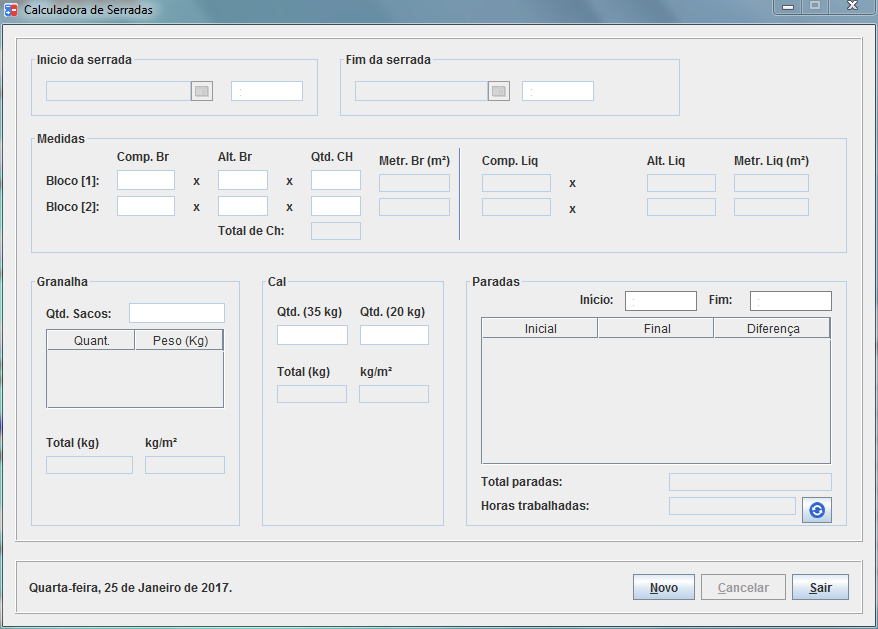 Calculadora de Serradas
Inicio da serrada
Fim da serrada
:
:
Medidas
Comp. Br Alt. Br Qtd. CH Metr. Br (m²) Comp. Liq Alt. Liq Metr. Liq (m²)
Bloco [1]: x x x
Bloco [2]: x x x
Total de Ch:
Granalha
Qtd. Sacos:
Quant. Peso (Kg)
Total (kg) kg/m²
Cal
Qtd. (35 kg) Qtd. (20 kg)
Total (kg) kg/m²
Paradas
Início: : Fim: :
Inicial Final Diferença
Total paradas:
Horas trabalhadas:
Quarta-feira, 25 de Janeiro de 2017.
Novo Cancelar Sair